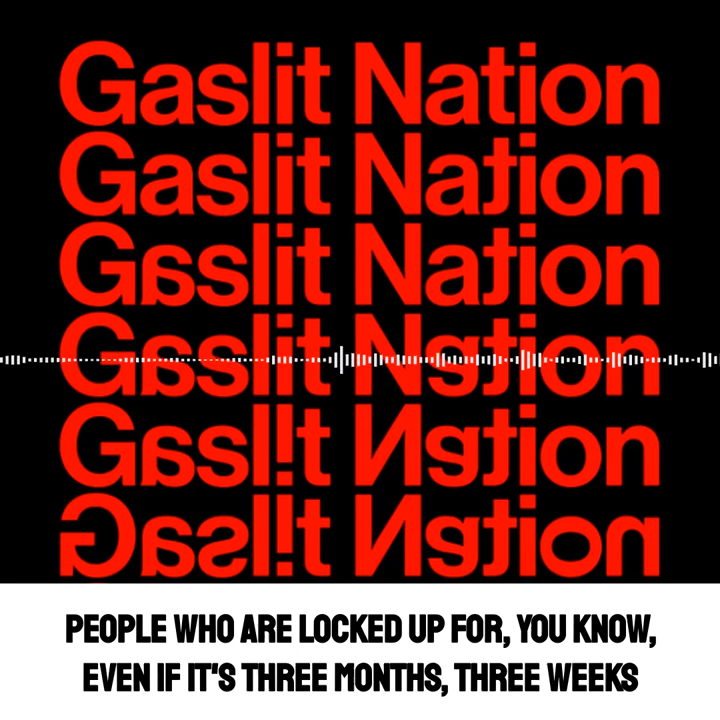 Gaslit Nation
Gaslit Nation
Gaslit Nation
Gaslit Nation
Gaslit Nation
Gaslit Nation
PEOPLE WHO ARE LOCKED UP FOR, YOU KNOW,
EVEN IF IT'S THREE MONTHS, THREE WEEKS